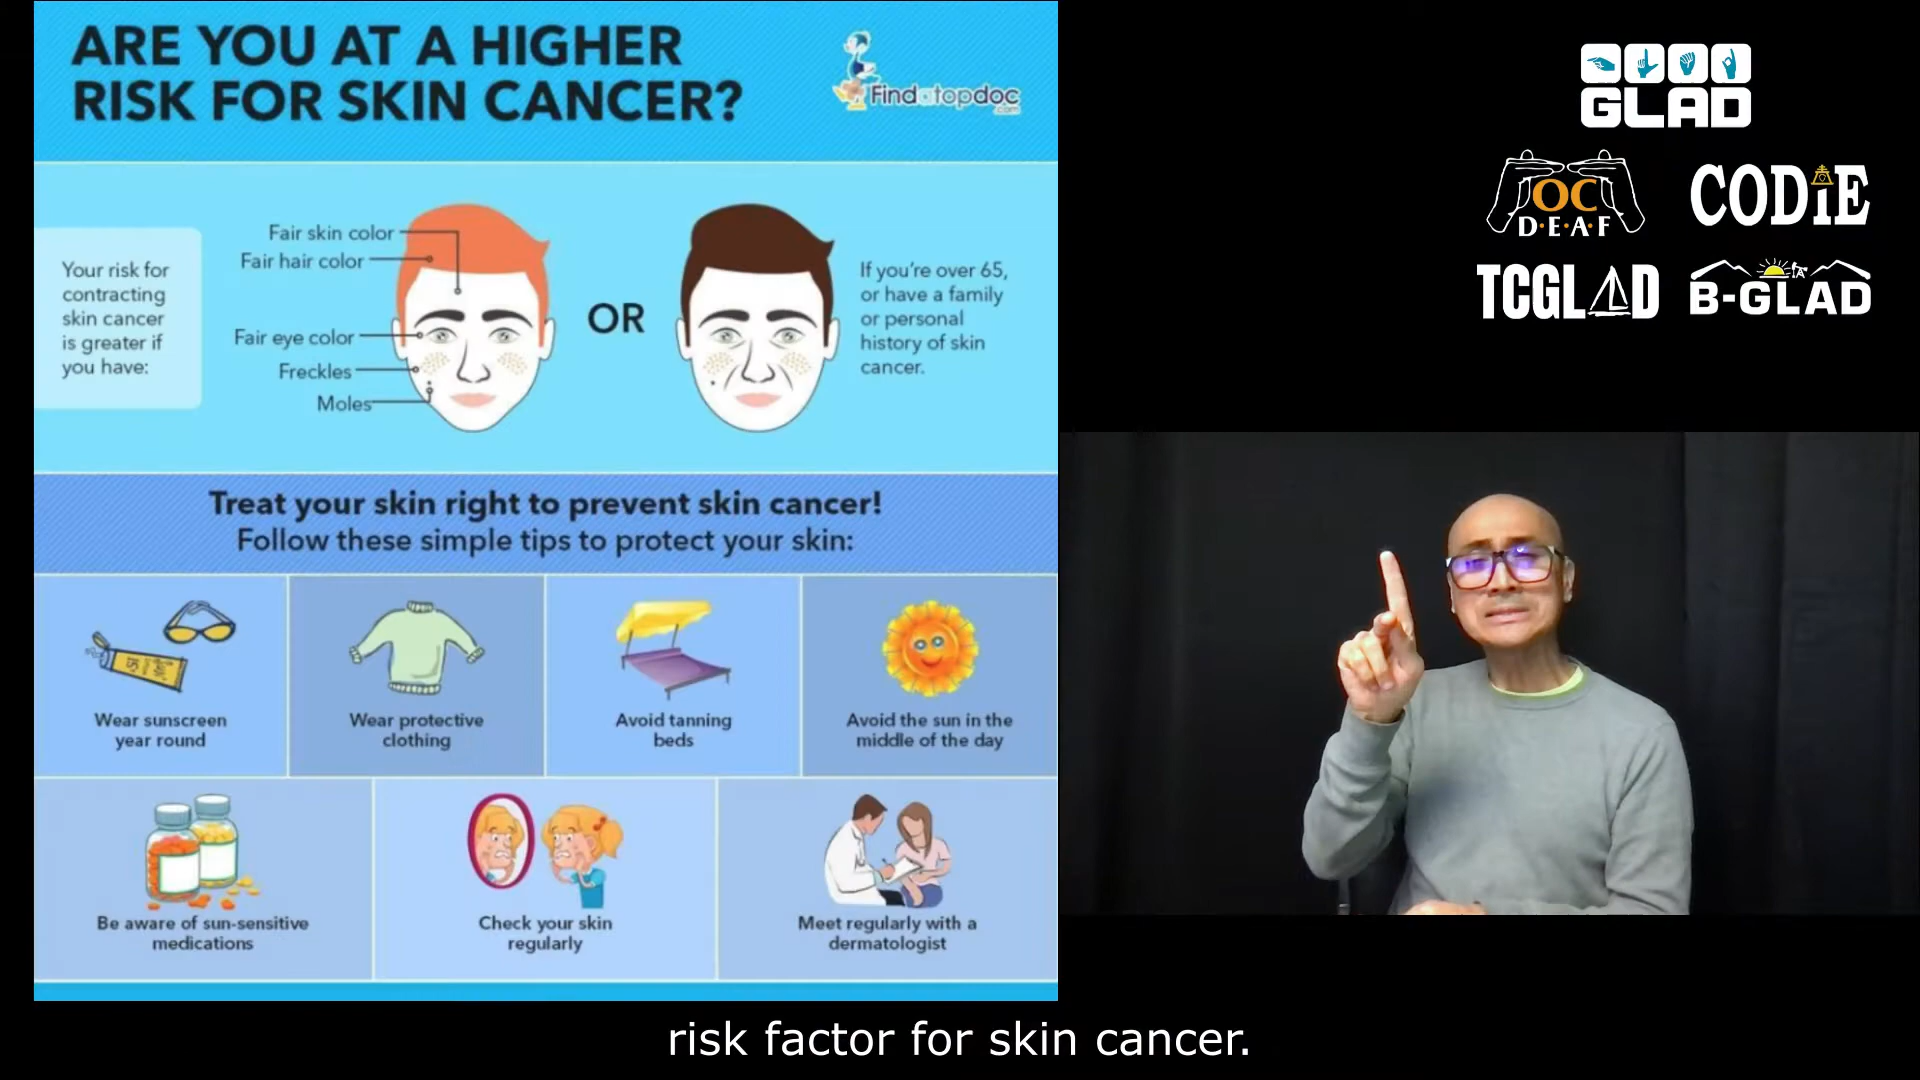 ARE YOU AT A HIGHER
RISK FOR SKIN CANCER?
Findatopdoc
.com
Your risk for
contracting
skin cancer
is greater if
you have:
Fair skin color
Fair hair color
Fair eye color
Freckles
Moles
OR
If you're over 65,
or have a family
or personal
history of skin
cancer.
Treat your skin right to prevent skin cancer!
Follow these simple tips to protect your skin:
Wear sunscreen
year round
Wear protective
clothing
Avoid tanning
beds
Avoid the sun in the
middle of the day
Be aware of sun-sensitive
medications
Check your skin
regularly
Meet regularly with a
dermatologist
GLAD
OC
D·E·A·F
CODiE
TCGLAD
B-GLAD
risk factor for skin cancer.